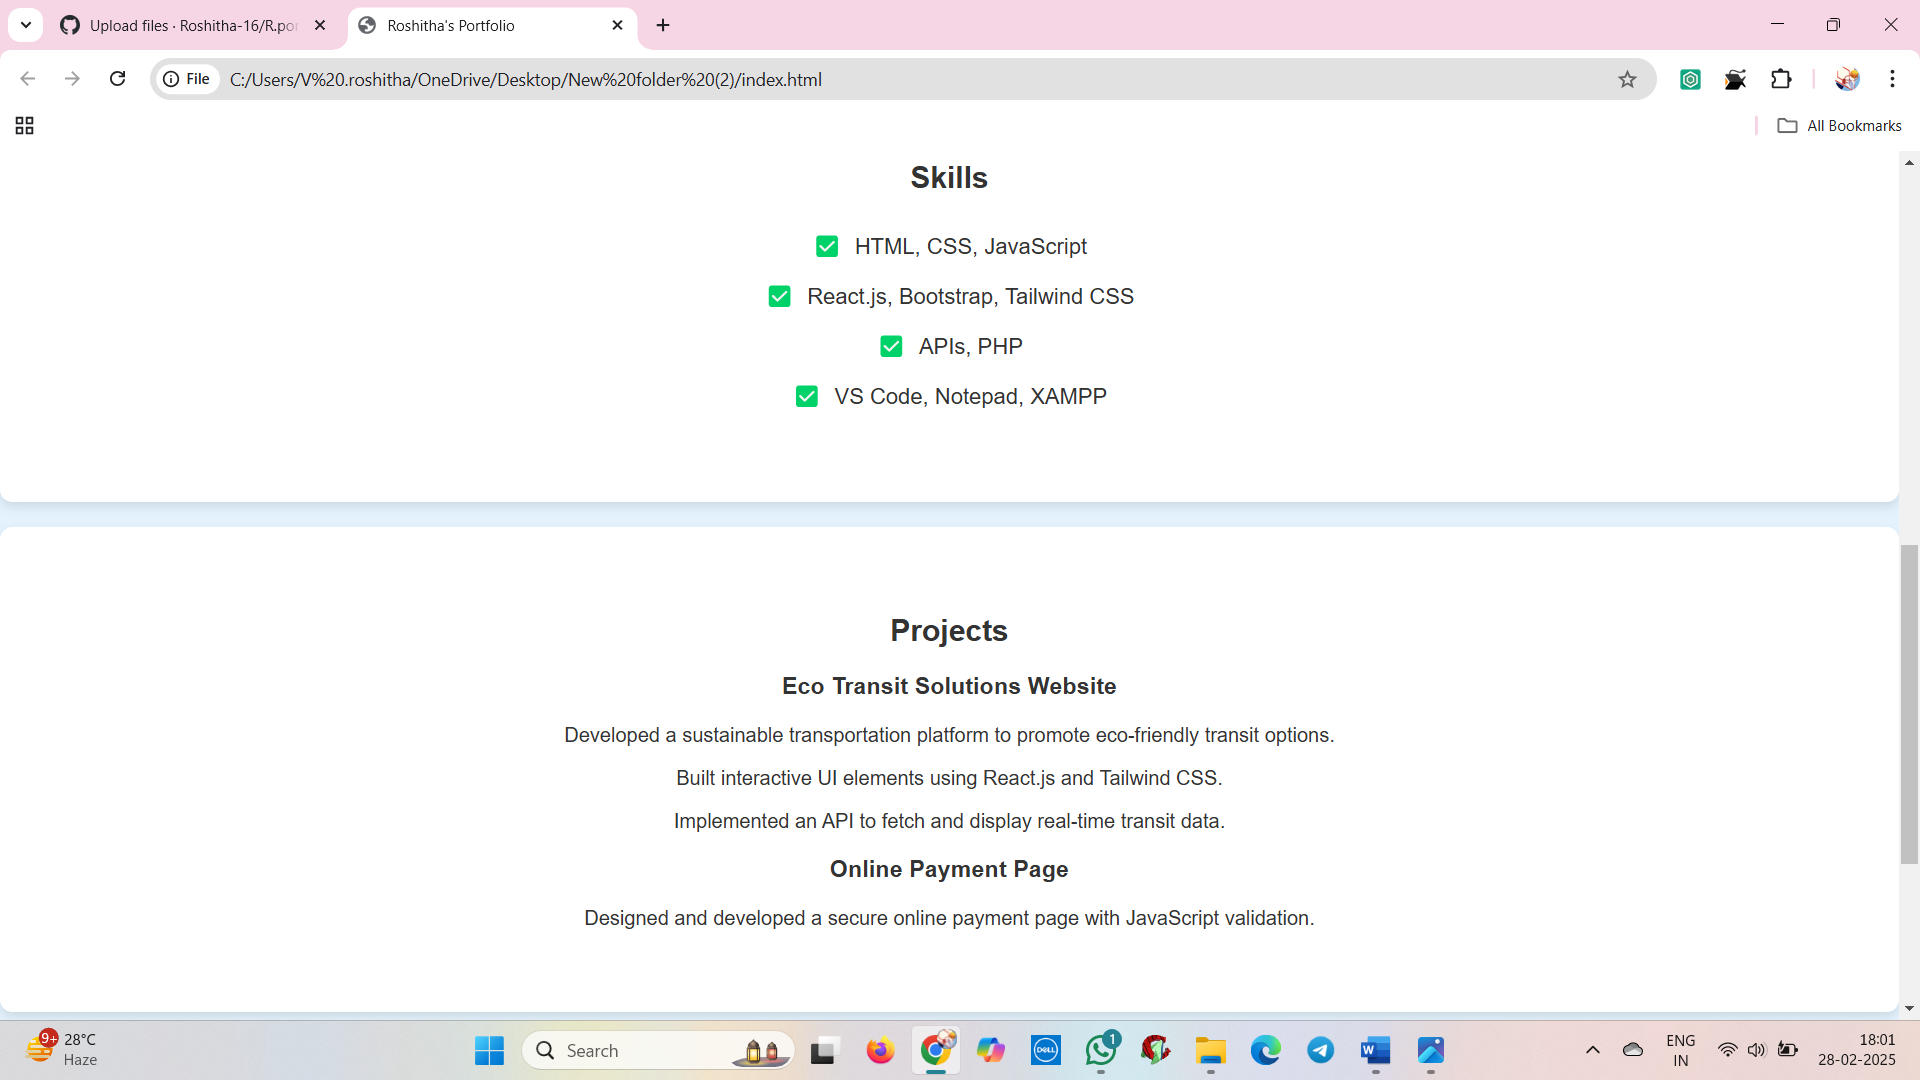 Upload files · Roshitha-16/R.por
Roshitha's Portfolio
File
C:/Users/V%20.roshitha/OneDrive/Desktop/New%20folder%20(2)/index.html
All Bookmarks
Skills
HTML, CSS, JavaScript
React.js, Bootstrap, Tailwind CSS
APIs, PHP
VS Code, Notepad, XAMPP
Projects
Eco Transit Solutions Website
Developed a sustainable transportation platform to promote eco-friendly transit options.
Built interactive UI elements using React.js and Tailwind CSS.
Implemented an API to fetch and display real-time transit data.
Online Payment Page
Designed and developed a secure online payment page with JavaScript validation.
9+
28°C
Haze
Search
DELL
1
W
ENG
IN
18:01
28-02-2025